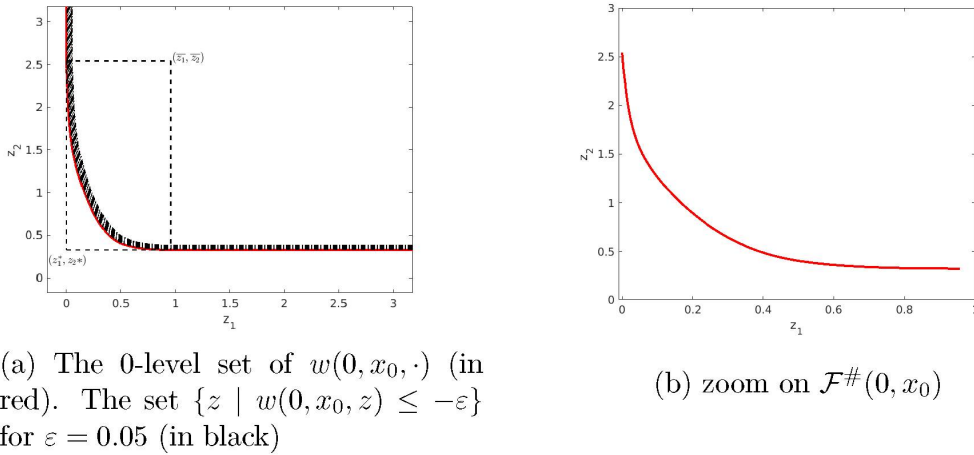 3
2.5
2
1.5
1
0.5
0
z₂
(z̅₁, z̅₂)
(z₁*, z₂*)
0
0.5
1
1.5
2
2.5
3
z₁
3
2.5
2
1.5
1
0.5
0
z₂
0
0.2
0.4
0.6
0.8
1
z₁
(a) The 0-level set of w(0, x₀, ·) (in
red). The set {z | w(0, x₀, z) ≤ −ε}
for ε = 0.05 (in black)
(b) zoom on ℱ^#(0, x₀)